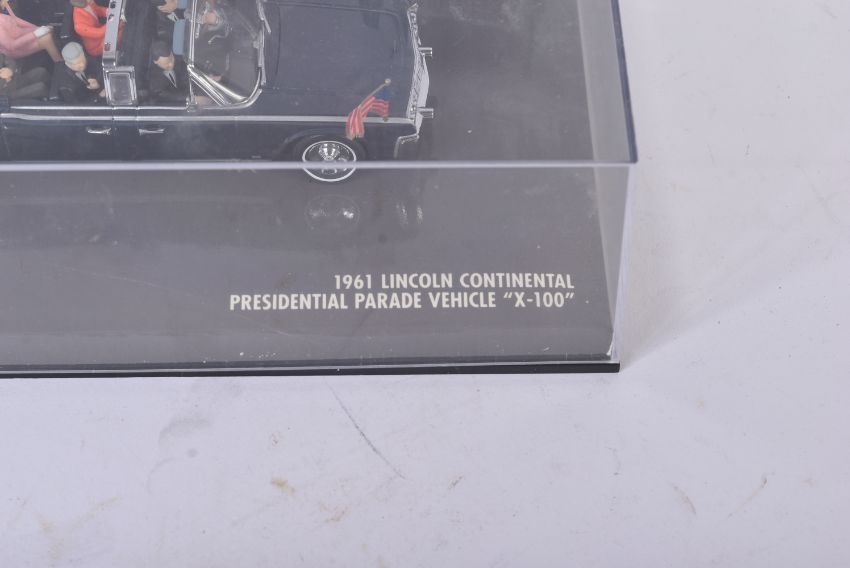 1961 LINCOLN CONTINENTAL
PRESIDENTIAL PARADE VEHICLE “X-100”